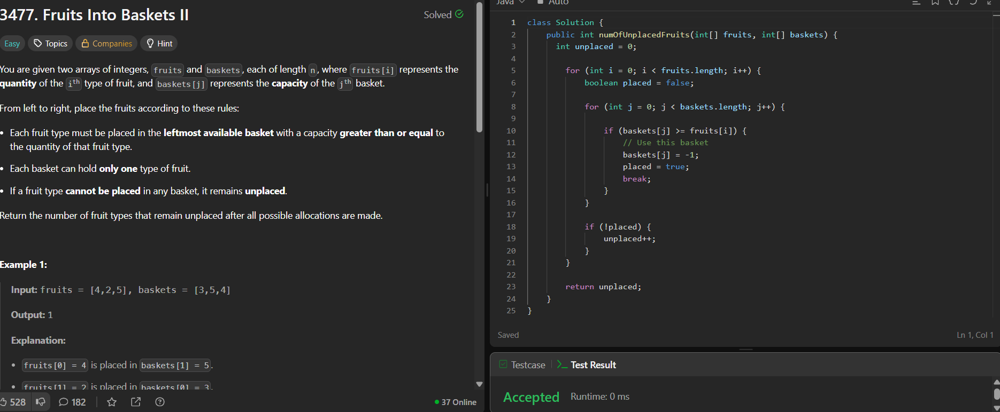 3477. Fruits Into Baskets II
Solved
Easy Topics Companies Hint
You are given two arrays of integers, fruits and baskets, each of length n, where fruits[i] represents the
quantity of the ith type of fruit, and baskets[j] represents the capacity of the jth basket.
From left to right, place the fruits according to these rules:
• Each fruit type must be placed in the leftmost available basket with a capacity greater than or equal to
the quantity of that fruit type.
• Each basket can hold only one type of fruit.
• If a fruit type cannot be placed in any basket, it remains unplaced.
Return the number of fruit types that remain unplaced after all possible allocations are made.
Example 1:
Input: fruits = [4,2,5], baskets = [3,5,4]
Output: 1
Explanation:
• fruits[0] = 4 is placed in baskets[1] = 5.
• fruits[1] = 2 is placed in baskets[0] = 3.
528 182
37 Online
Java Auto
1 class Solution {
2 public int numOfUnplacedFruits(int[] fruits, int[] baskets) {
3 int unplaced = 0;
4
5 for (int i = 0; i < fruits.length; i++) {
6 boolean placed = false;
7
8 for (int j = 0; j < baskets.length; j++) {
9
10 if (baskets[j] >= fruits[i]) {
11 // Use this basket
12 baskets[j] = -1;
13 placed = true;
14 break;
15 }
16 }
17
18 if (!placed) {
19 unplaced++;
20 }
21 }
22
23 return unplaced;
24 }
25 }
Saved
Ln 1, Col 1
Testcase Test Result
Accepted Runtime: 0 ms